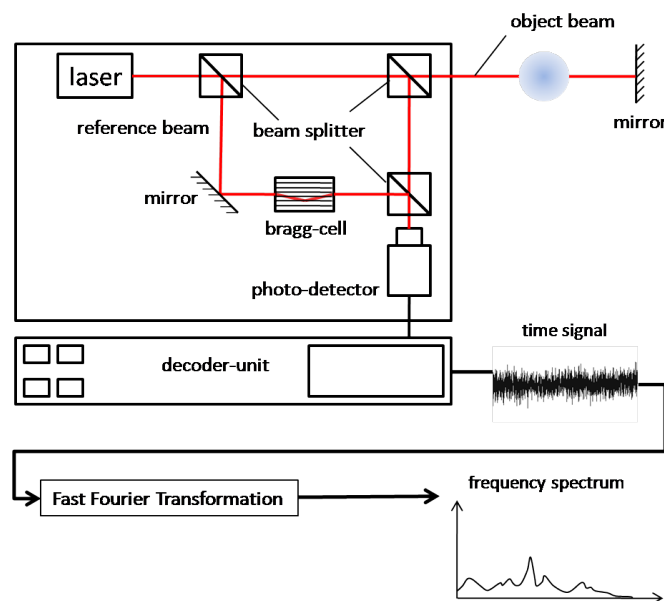 object beam
laser
reference beam
beam splitter
mirror
mirror
bragg-cell
photo-detector
time signal
decoder-unit
Fast Fourier Transformation
frequency spectrum